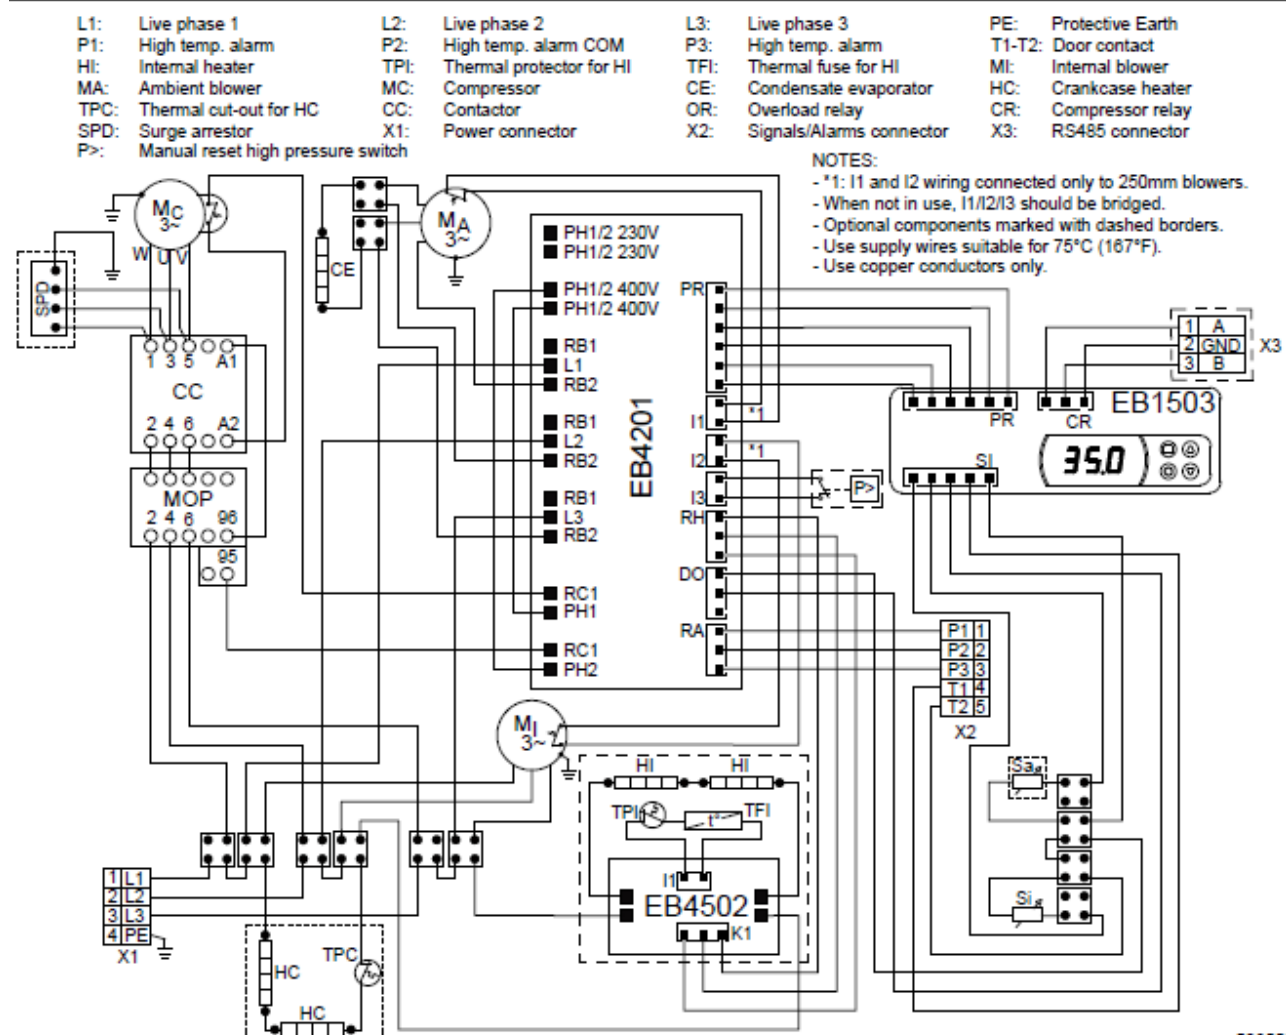 L1: Live phase 1 L2: Live phase 2 L3: Live phase 3 PE: Protective Earth
P1: High temp. alarm P2: High temp. alarm COM P3: High temp. alarm T1-T2: Door contact
HI: Internal heater TPI: Thermal protector for HI TFI: Thermal fuse for HI MI: Internal blower
MA: Ambient blower MC: Compressor CE: Condensate evaporator HC: Crankcase heater
TPC: Thermal cut-out for HC CC: Contactor OR: Overload relay CR: Compressor relay
SPD: Surge arrestor X1: Power connector X2: Signals/Alarms connector X3: RS485 connector
P>: Manual reset high pressure switch
NOTES:
- *1: I1 and I2 wiring connected only to 250mm blowers.
- When not in use, I1/I2/I3 should be bridged.
- Optional components marked with dashed borders.
- Use supply wires suitable for 75°C (167°F).
- Use copper conductors only.
MC
3~
W U V
SPD
1 3 5 A1
CC
2 4 6 A2
MOP
2 4 6 96
95
CE
MA
3~
PH1/2 230V
PH1/2 230V
PH1/2 400V
PH1/2 400V
RB1
L1
RB2
RB1
L2
RB2
RB1
L3
RB2
RC1
PH1
RC1
PH2
EB4201
PR
I1
*1
I2
*1
I3
RH
DO
RA
P>
1 A
2 GND
3 B
X3
EB1503
PR
CR
SI
35.0
P1 1
P2 2
P3 3
T1 4
T2 5
X2
MI
3~
HI HI
TPI
t°
TFI
I1
EB4502
K1
Sa
Si
1 L1
2 L2
3 L3
4 PE
X1
HC
TPC
HC